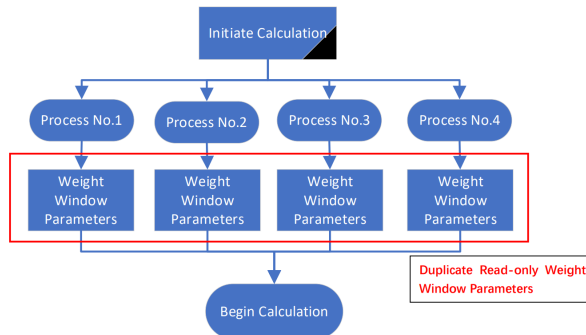 Initiate Calculation
Process No.1 Process No.2 Process No.3 Process No.4
Weight Weight Weight Weight
Window Window Window Window
Parameters Parameters Parameters Parameters
Duplicate Read-only Weight
Window Parameters
Begin Calculation